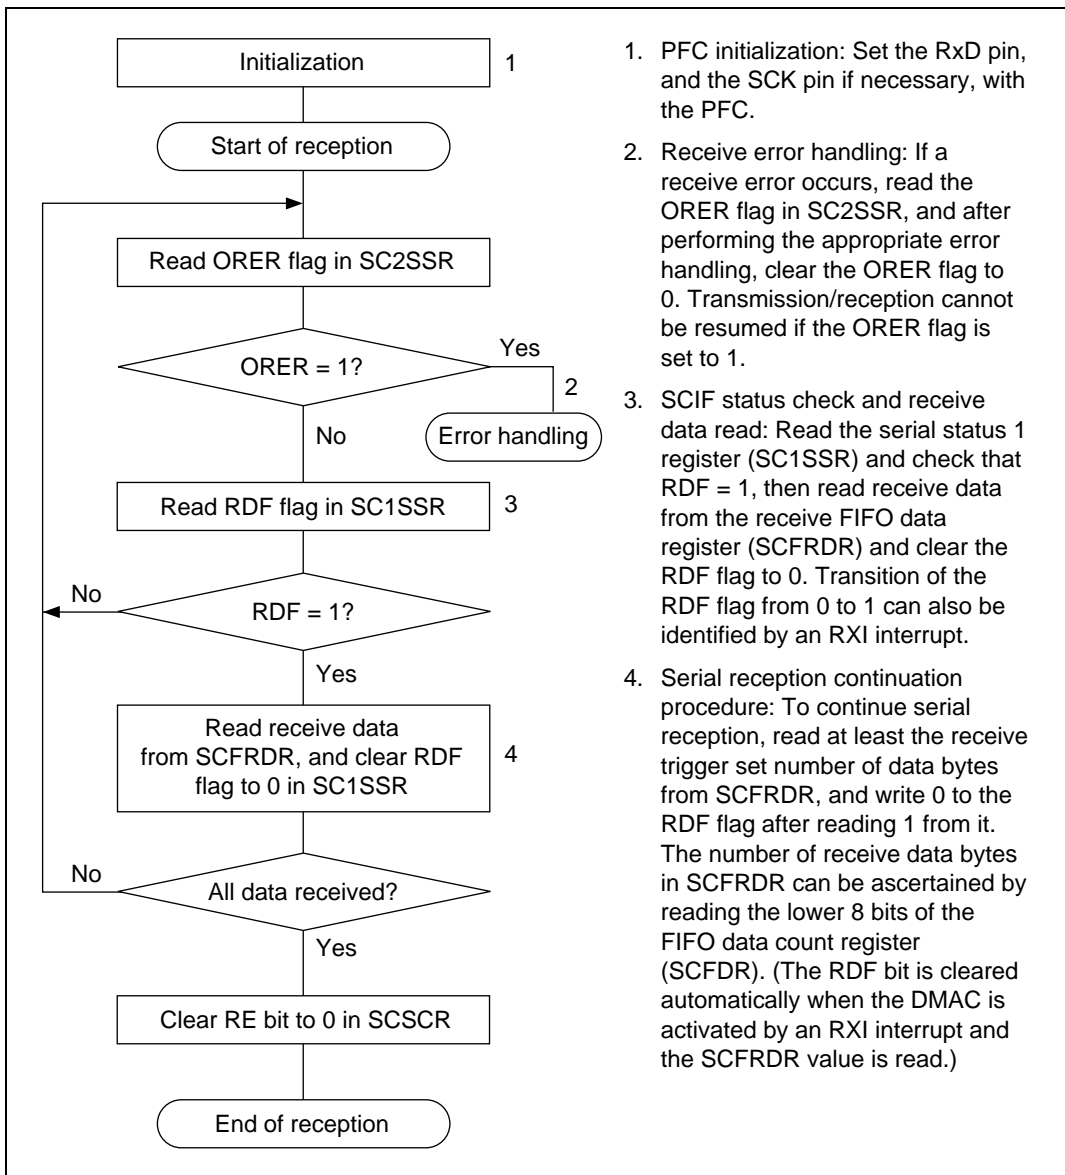 Initialization
1
Start of reception
Read ORER flag in SC2SSR
ORER = 1?
Yes
2
No
Error handling
Read RDF flag in SC1SSR
3
No
RDF = 1?
Yes
Read receive data
from SCFRDR, and clear RDF
flag to 0 in SC1SSR
4
No
All data received?
Yes
Clear RE bit to 0 in SCSCR
End of reception
1. PFC initialization: Set the RxD pin,
and the SCK pin if necessary, with
the PFC.
2. Receive error handling: If a
receive error occurs, read the
ORER flag in SC2SSR, and after
performing the appropriate error
handling, clear the ORER flag to
0. Transmission/reception cannot
be resumed if the ORER flag is
set to 1.
3. SCIF status check and receive
data read: Read the serial status 1
register (SC1SSR) and check that
RDF = 1, then read receive data
from the receive FIFO data
register (SCFRDR) and clear the
RDF flag to 0. Transition of the
RDF flag from 0 to 1 can also be
identified by an RXI interrupt.
4. Serial reception continuation
procedure: To continue serial
reception, read at least the receive
trigger set number of data bytes
from SCFRDR, and write 0 to the
RDF flag after reading 1 from it.
The number of receive data bytes
in SCFRDR can be ascertained by
reading the lower 8 bits of the
FIFO data count register
(SCFDR). (The RDF bit is cleared
automatically when the DMAC is
activated by an RXI interrupt and
the SCFRDR value is read.)